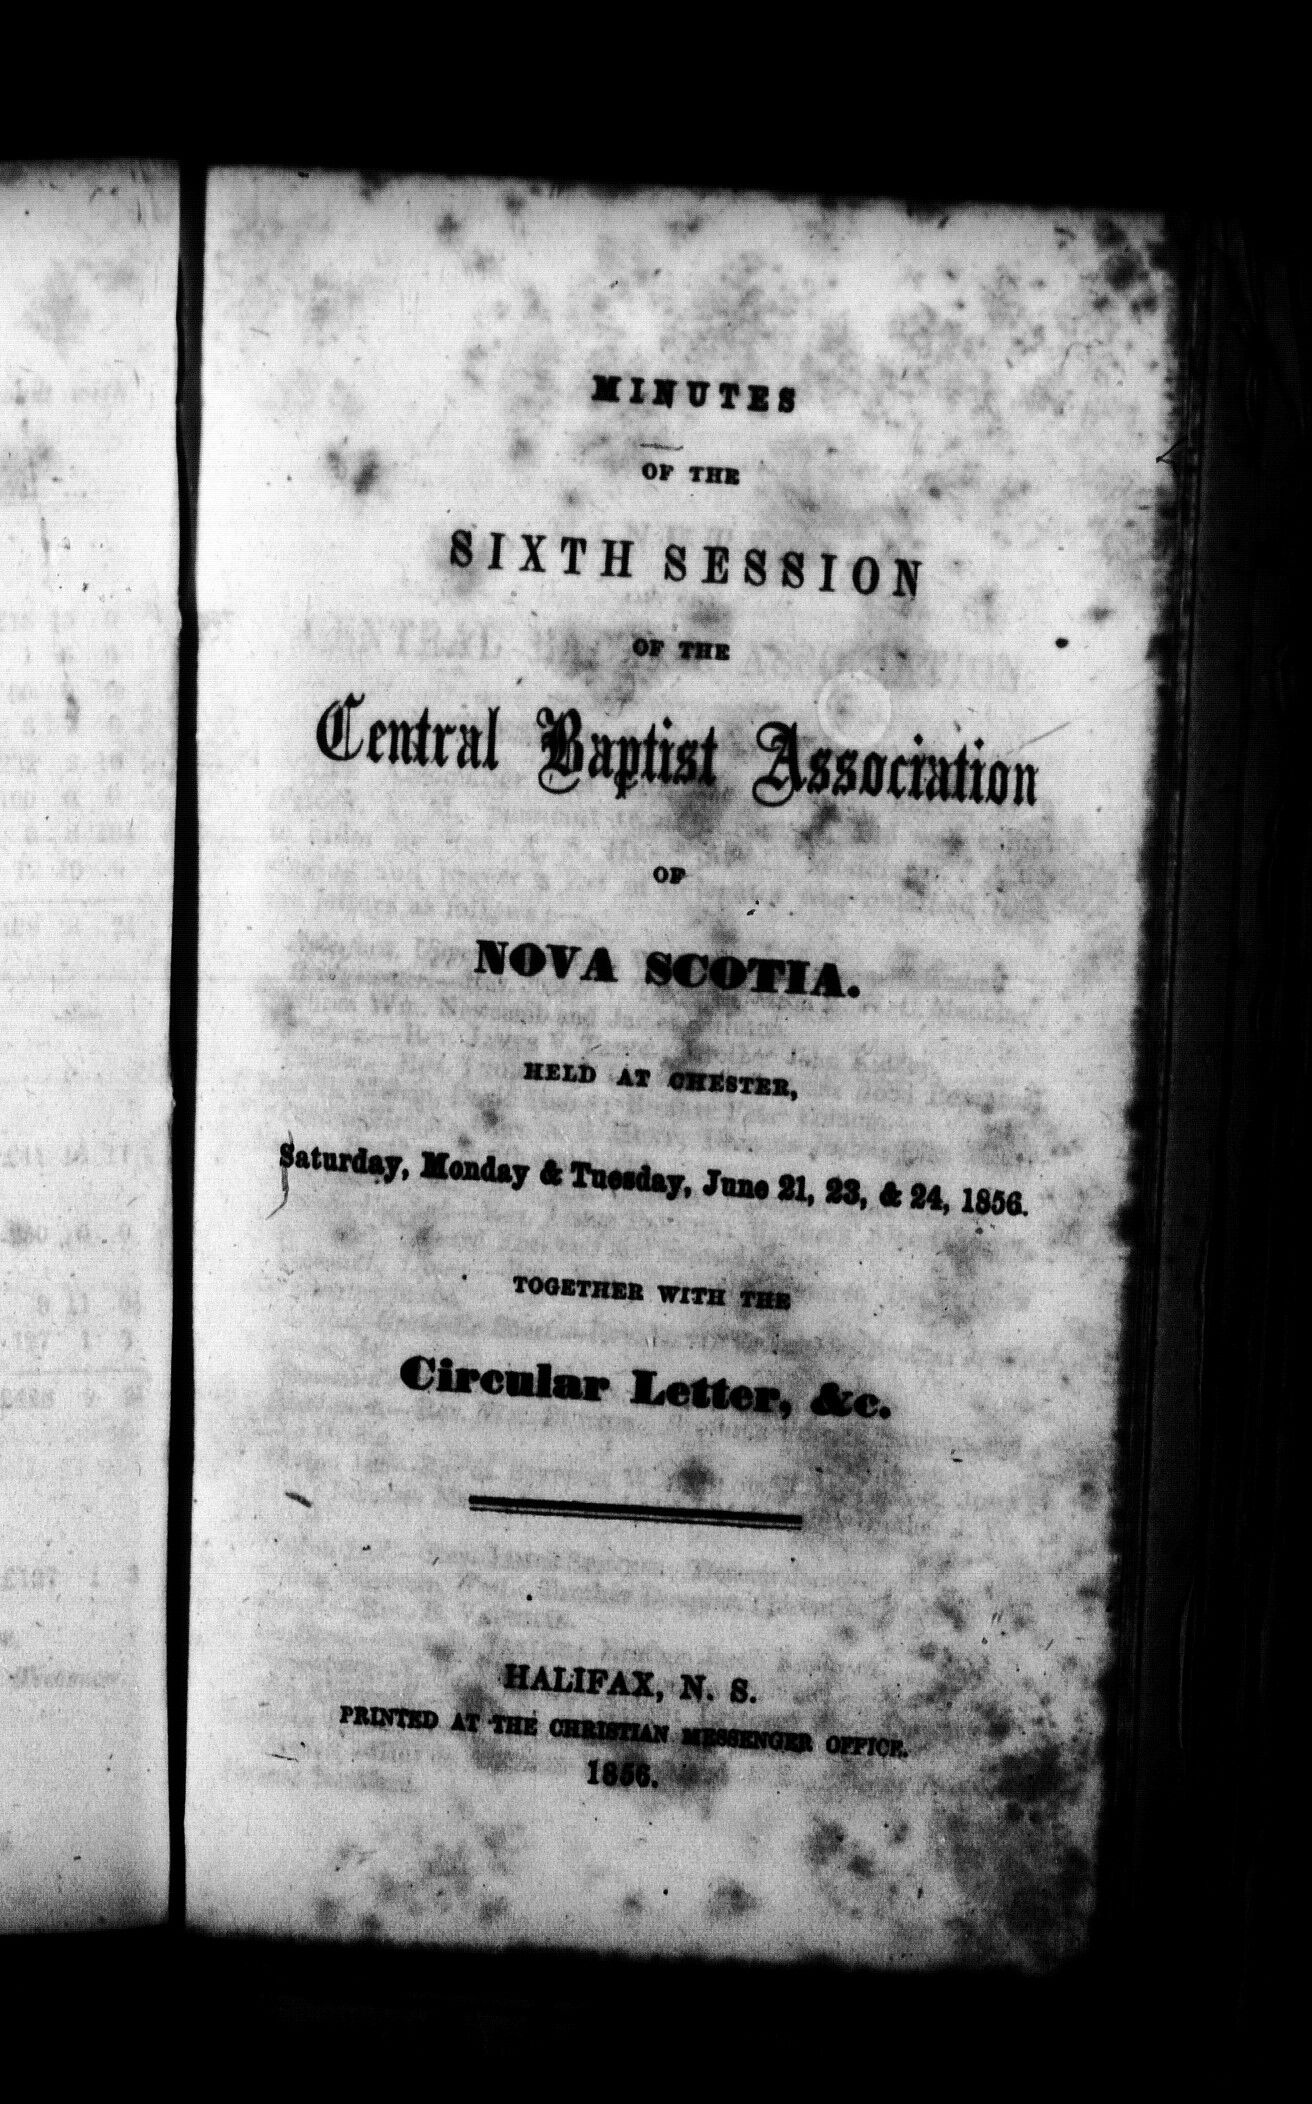 MINUTES
OF THE
SIXTH SESSION
OF THE
Central Baptist Association
OF
NOVA SCOTIA.
HELD AT CHESTER,
Saturday, Monday & Tuesday, June 21, 23, & 24, 1856.
TOGETHER WITH THE
Circular Letter, &c.
HALIFAX, N. S.
PRINTED AT THE CHRISTIAN MESSENGER OFFICE.
1856.